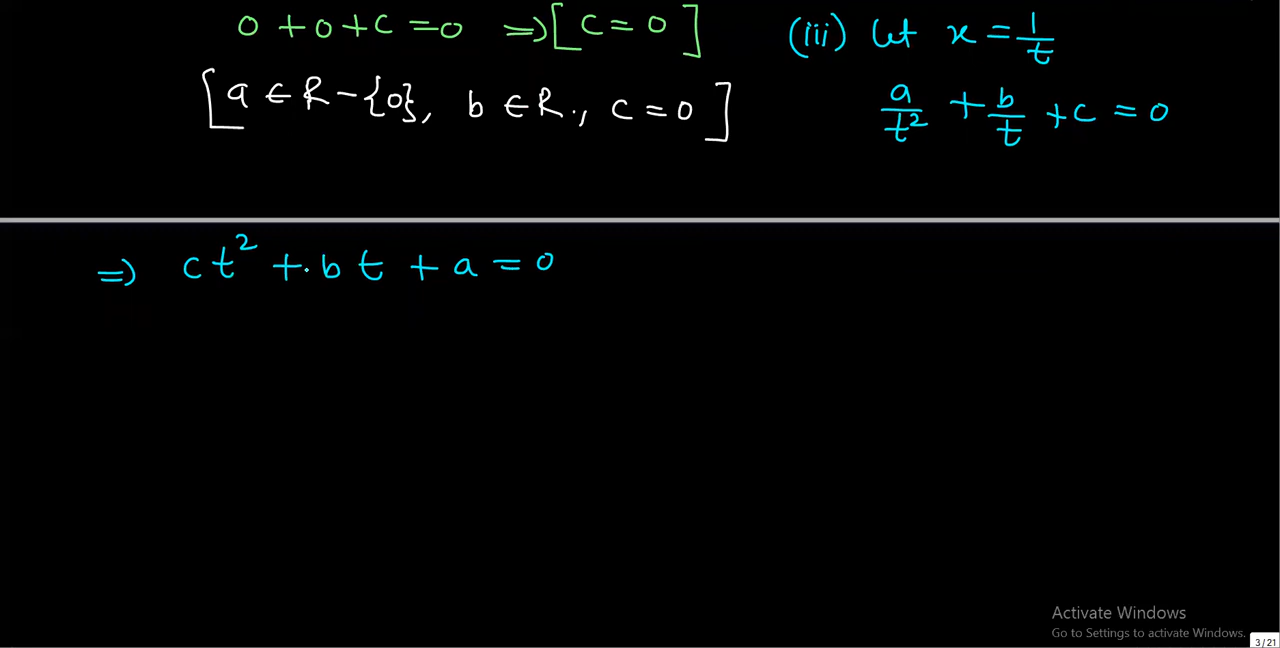 0 + 0 + c = 0 ⇒ [c = 0]
[a ∈ R − {0}, b ∈ R., c = 0]
(iii) Let x = 1/t
a/t² + b/t + c = 0
⇒ ct² + bt + a = 0
Activate Windows
Go to Settings to activate Windows.
3 / 21